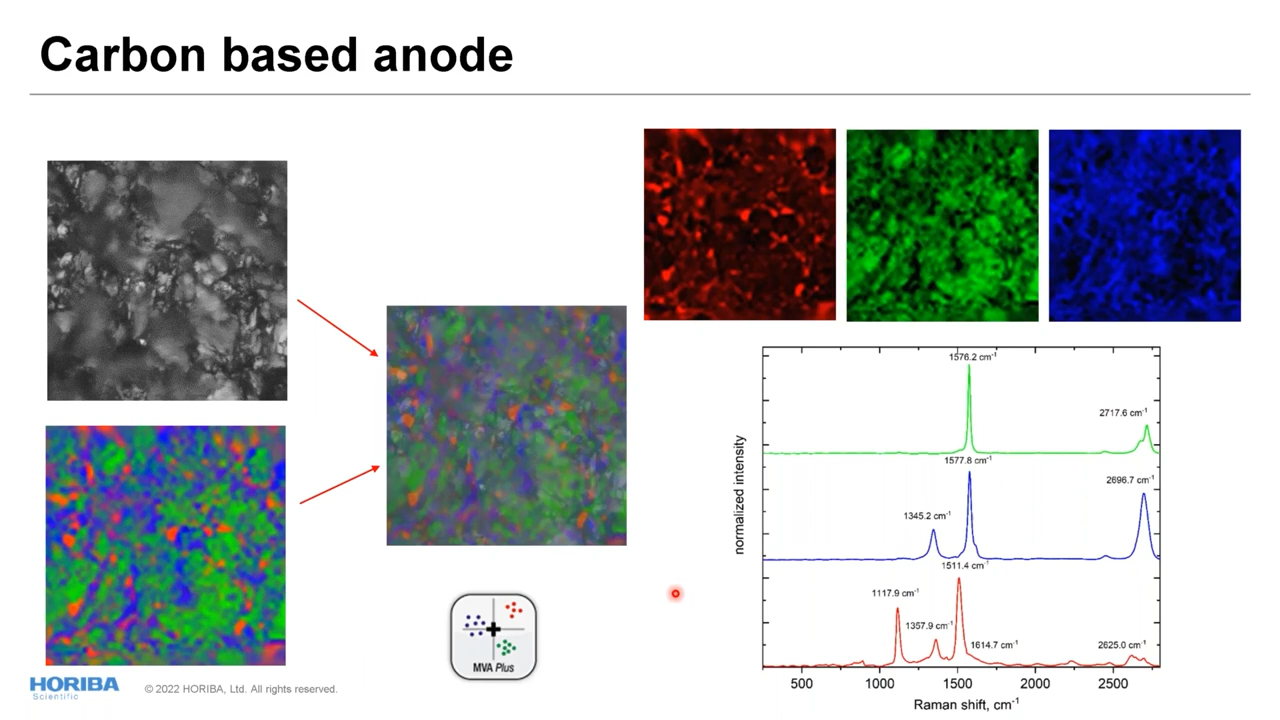 Carbon based anode
1576.2 cm-1
2717.6 cm-1
1577.8 cm-1
2696.7 cm-1
1345.2 cm-1
1511.4 cm-1
1117.9 cm-1
1357.9 cm-1
1614.7 cm-1
2625.0 cm-1
normalized intensity
500 1000 1500 2000 2500
Raman shift, cm-1
MVA Plus
HORIBA
Scientific
© 2022 HORIBA, Ltd. All rights reserved.